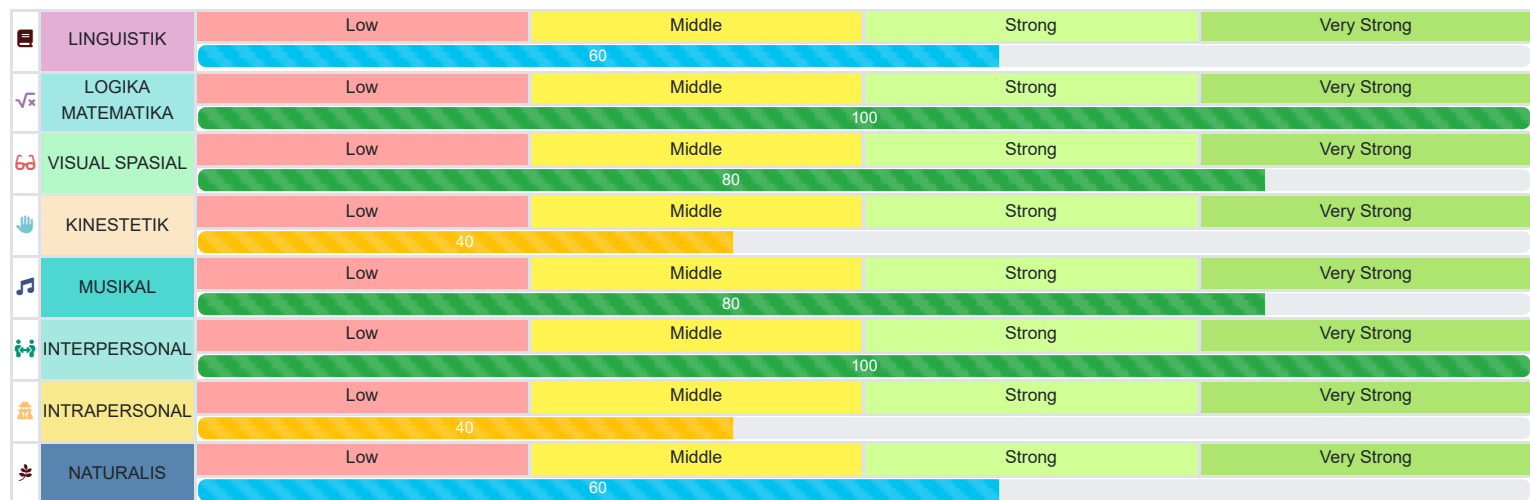 LINGUISTIK
Low Middle Strong Very Strong
60
LOGIKA
MATEMATIKA
Low Middle Strong Very Strong
100
VISUAL SPASIAL
Low Middle Strong Very Strong
80
KINESTETIK
Low Middle Strong Very Strong
40
MUSIKAL
Low Middle Strong Very Strong
80
INTERPERSONAL
Low Middle Strong Very Strong
100
INTRAPERSONAL
Low Middle Strong Very Strong
40
NATURALIS
Low Middle Strong Very Strong
60